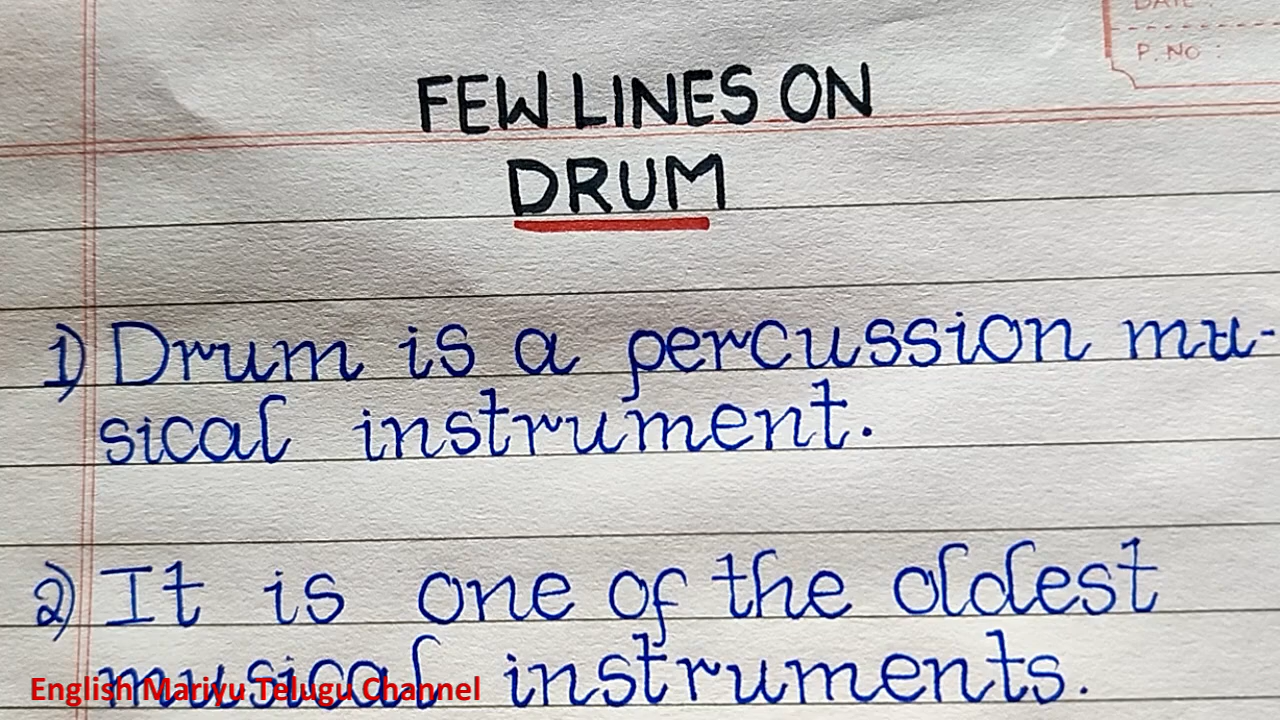 DATE :
P. NO :
FEW LINES ON
DRUM
1) Drum is a percussion mu-
sical instrument.
2) It is one of the oldest
musical instruments.
English Mariyu Telugu Channel